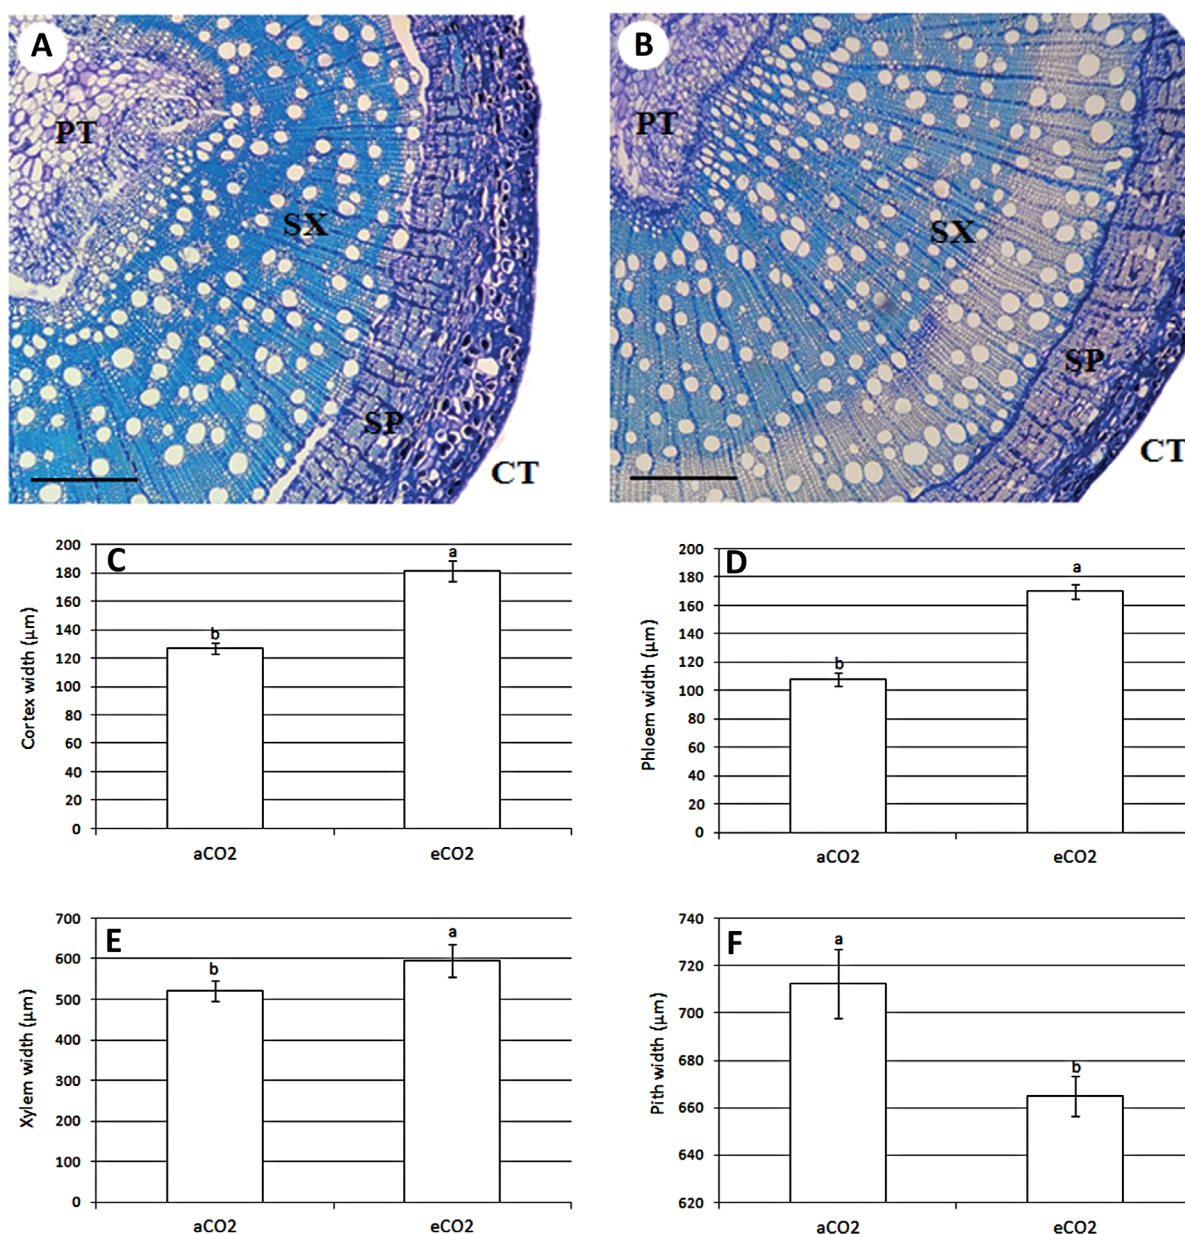 A
PT
SX
SP
CT
B
PT
SX
SP
CT
C
Cortex width (µm)
200
180
160
140
120
100
80
60
40
20
0
b
a
aCO2
eCO2
D
Phloem width (µm)
200
180
160
140
120
100
80
60
40
20
0
b
a
aCO2
eCO2
E
Xylem width (µm)
700
600
500
400
300
200
100
0
b
a
aCO2
eCO2
F
Pith width (µm)
740
720
700
680
660
640
620
a
b
aCO2
eCO2